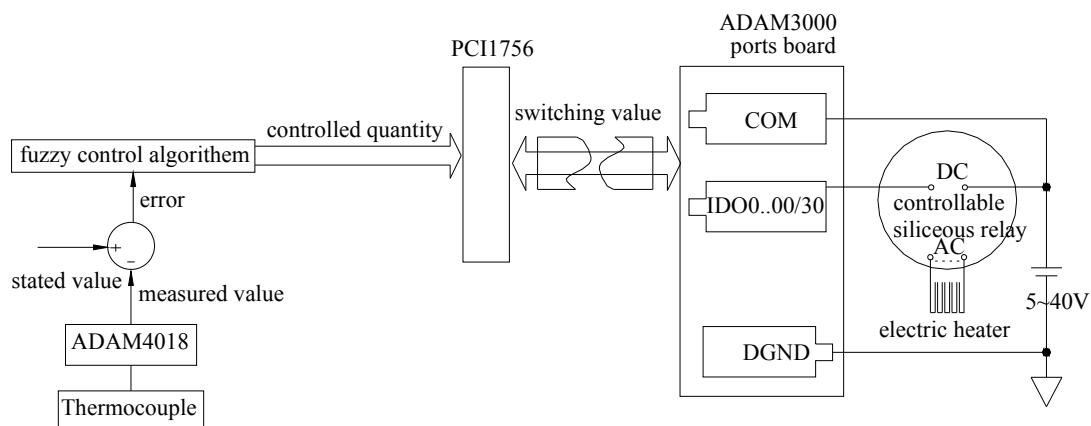 ADAM3000
ports board
PCI1756
switching value
COM
controlled quantity
fuzzy control algorithem
DC
controllable
siliceous relay
IDO0..00/30
error
AC
+
-
stated value
measured value
5~40V
electric heater
ADAM4018
DGND
Thermocouple